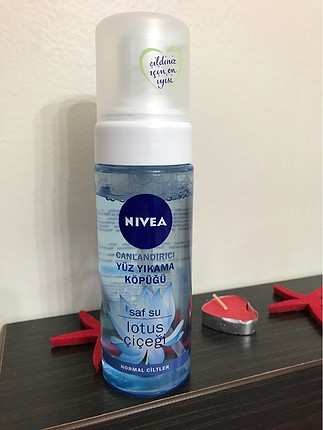 cildiniz
için en
iyisi
NIVEA
CANLANDIRICI
YÜZ YIKAMA
KÖPÜĞÜ
saf su
lotus
çiçeği
NORMAL CİLTLER